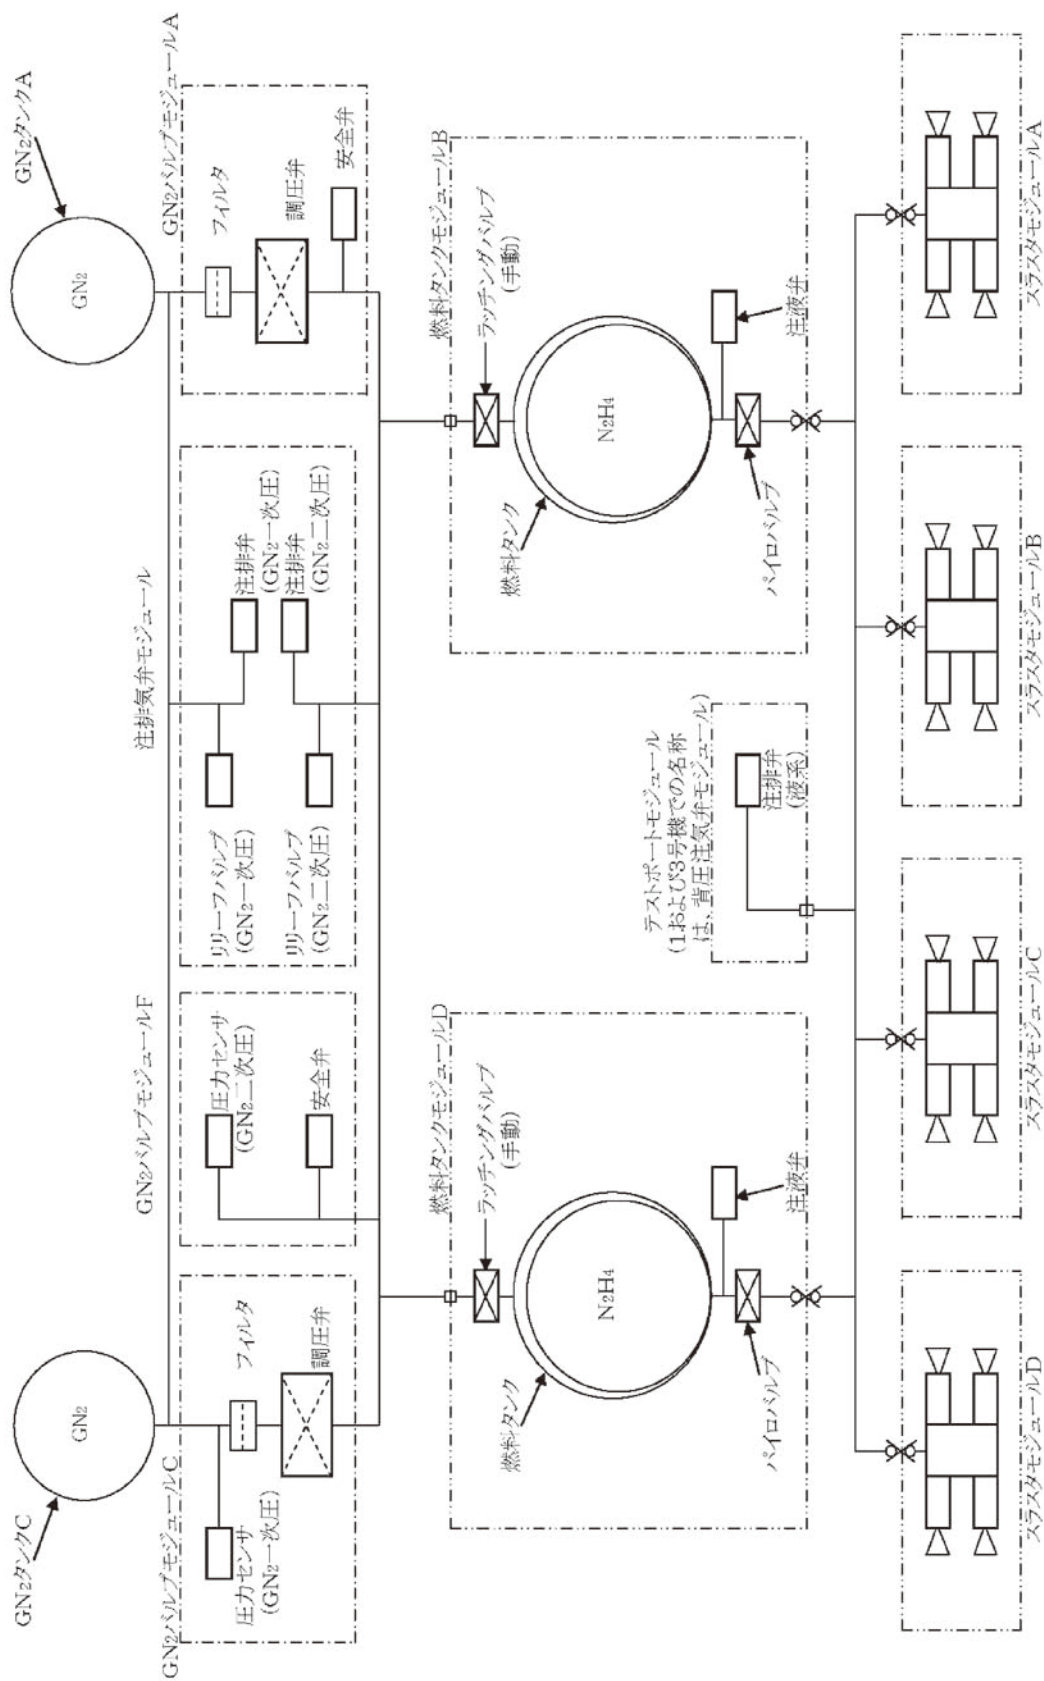 GN2タンクC
GN2
GN2タンクA
GN2
GN2バルブモジュールC
圧力センサ
(GN2一次圧)
フィルタ
調圧弁
GN2バルブモジュールF
圧力センサ
(GN2二次圧)
安全弁
注排気弁モジュール
リリーフバルブ
(GN2一次圧)
リリーフバルブ
(GN2二次圧)
注排弁
(GN2一次圧)
注排弁
(GN2二次圧)
GN2バルブモジュールA
フィルタ
調圧弁
安全弁
燃料タンクモジュールD
ラッチングバルブ
(手動)
燃料タンク
N2H4
注液弁
パイロバルブ
テストポートモジュール
(1および3号機での名称
は、背圧注気弁モジュール)
注排弁
(液系)
燃料タンクモジュールB
ラッチングバルブ
(手動)
燃料タンク
N2H4
注液弁
パイロバルブ
スラスタモジュールD
スラスタモジュールC
スラスタモジュールB
スラスタモジュールA